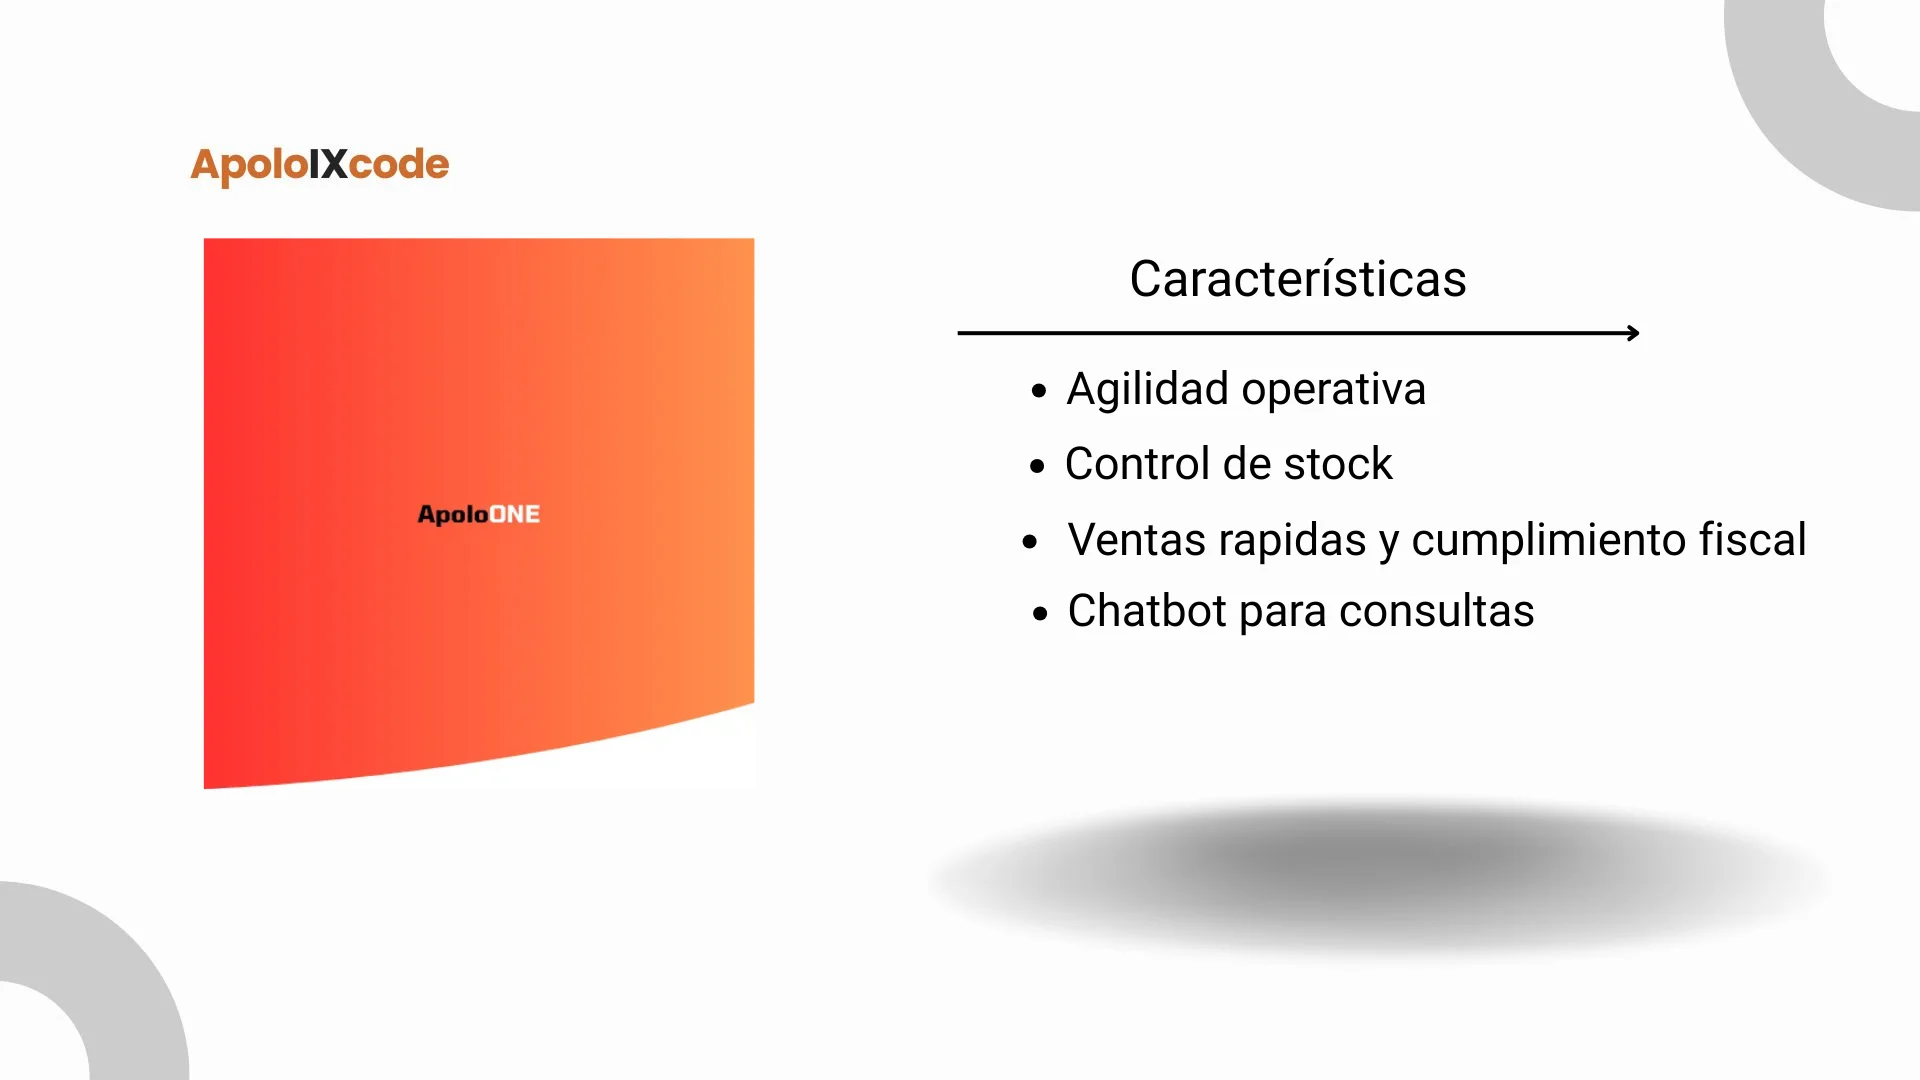 ApoloIXcode
ApoloONE
Características
• Agilidad operativa
• Control de stock
• Ventas rapidas y cumplimiento fiscal
• Chatbot para consultas